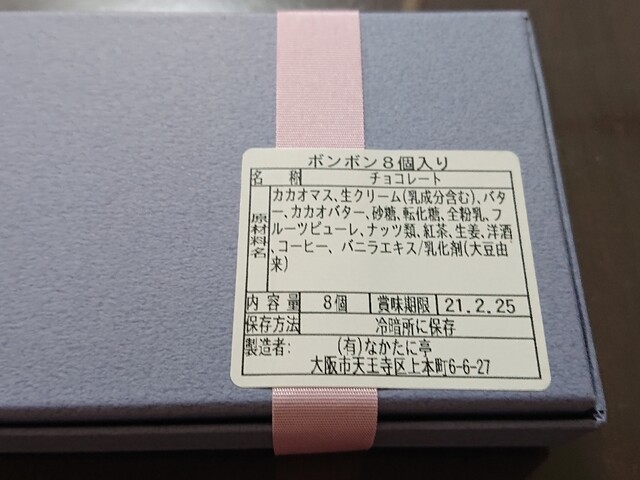 ボンボン8個入り
名 称 チョコレート
原材料名 カカオマス、生クリーム(乳成分含む)、バタ
ー、カカオバター、砂糖、転化糖、全粉乳、フ
ルーツピューレ、ナッツ類、紅茶、生姜、洋酒
、コーヒー、バニラエキス/乳化剤(大豆由
来)
内容量 8個 賞味期限 21.2.25
保存方法 冷暗所に保存
製造者: (有)なかたに亭
大阪市天王寺区上本町6-6-27